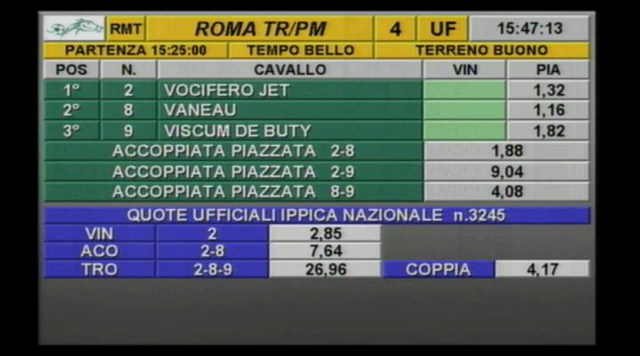 RMT ROMA TR/PM 4 UF 15:47:13
PARTENZA 15:25:00 TEMPO BELLO TERRENO BUONO
POS N. CAVALLO VIN PIA
1º 2 VOCIFERO JET 1,32
2º 8 VANEAU 1,16
3º 9 VISCUM DE BUTY 1,82
ACCOPPIATA PIAZZATA 2-8 1,88
ACCOPPIATA PIAZZATA 2-9 9,04
ACCOPPIATA PIAZZATA 8-9 4,08
QUOTE UFFICIALI IPPICA NAZIONALE n.3245
VIN 2 2,85
ACO 2-8 7,64
TRO 2-8-9 26,96 COPPIA 4,17